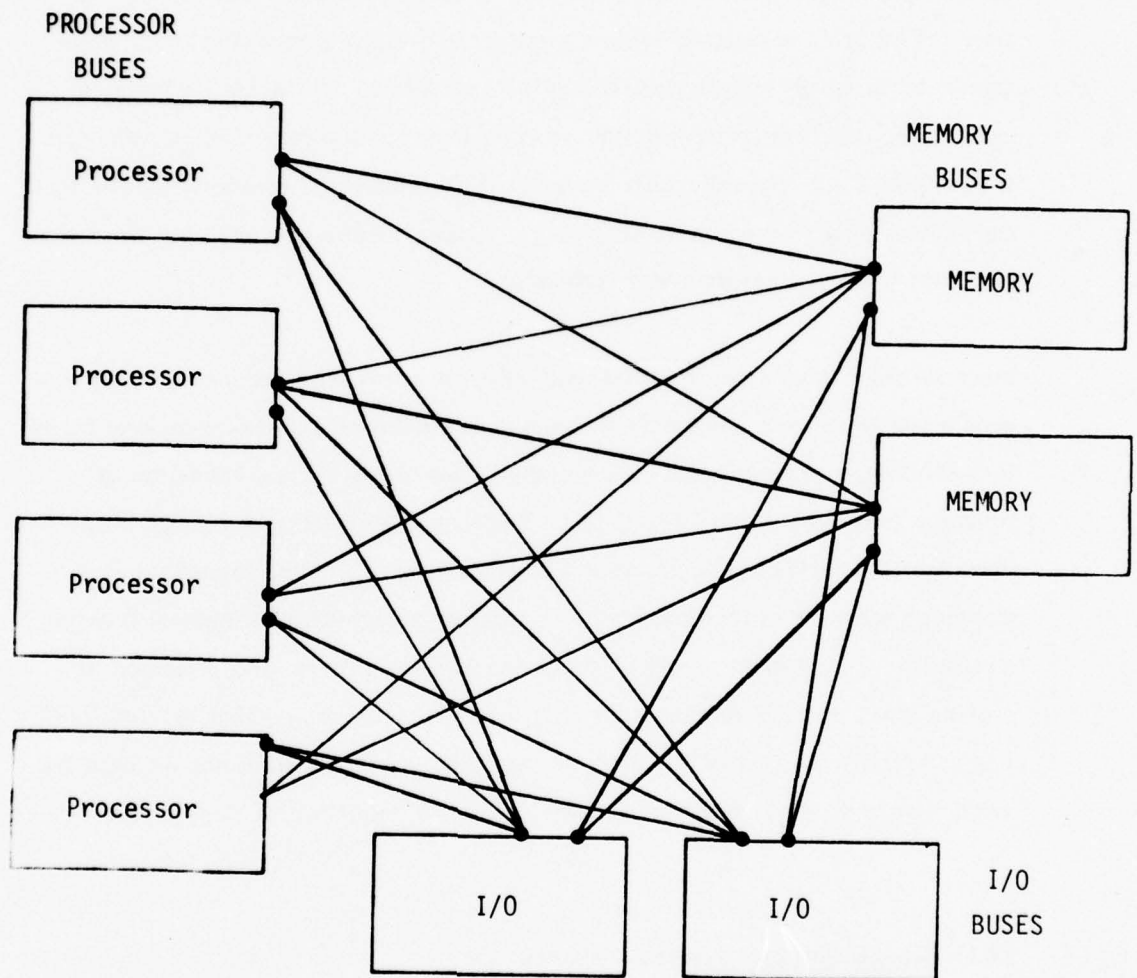 PROCESSOR
BUSES
Processor
MEMORY
BUSES
MEMORY
Processor
MEMORY
Processor
Processor
I/O
I/O
I/O
BUSES